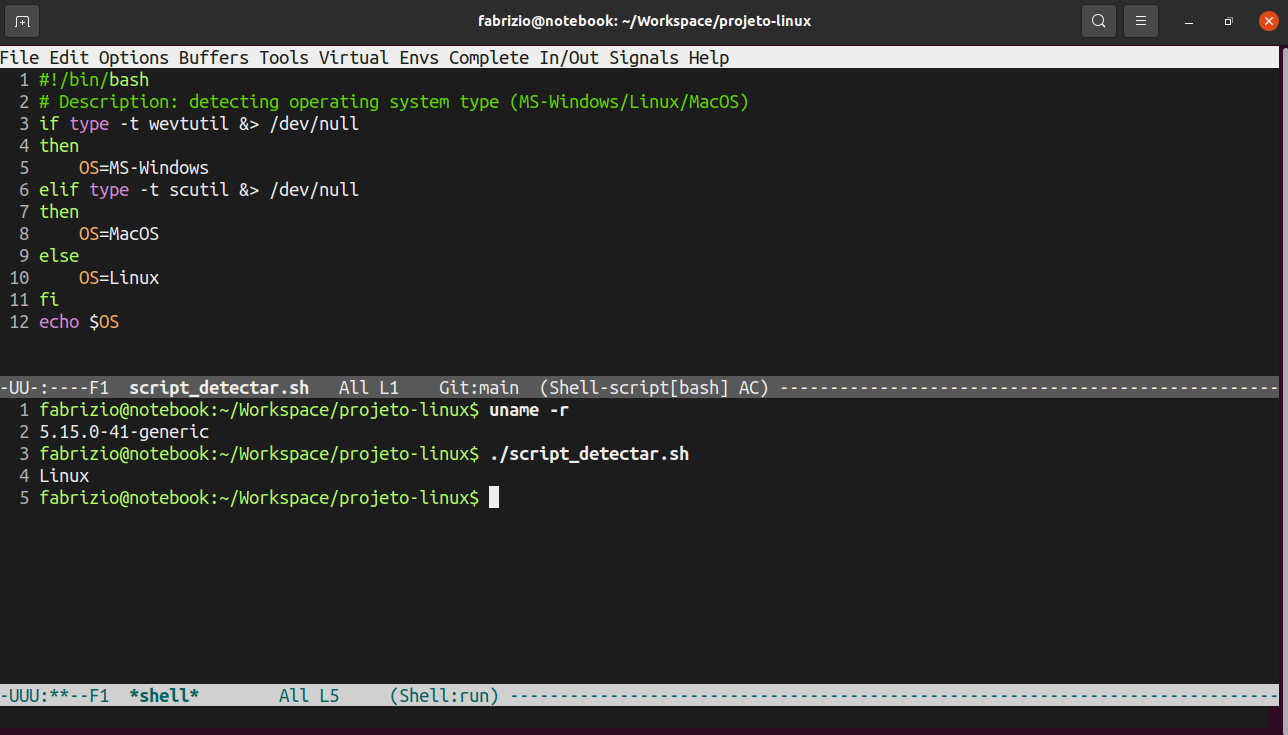 fabrizio@notebook: ~/Workspace/projeto-linux
File Edit Options Buffers Tools Virtual Envs Complete In/Out Signals Help
1 #!/bin/bash
2 # Description: detecting operating system type (MS-Windows/Linux/MacOS)
3 if type -t wevtutil &> /dev/null
4 then
5     OS=MS-Windows
6 elif type -t scutil &> /dev/null
7 then
8     OS=MacOS
9 else
10     OS=Linux
11 fi
12 echo $OS
-UU-:----F1  script_detectar.sh   All L1    Git:main  (Shell-script[bash] AC) --------------------------------------------------
1 fabrizio@notebook:~/Workspace/projeto-linux$ uname -r
2 5.15.0-41-generic
3 fabrizio@notebook:~/Workspace/projeto-linux$ ./script_detectar.sh
4 Linux
5 fabrizio@notebook:~/Workspace/projeto-linux$
-UUU:**--F1  *shell*        All L5     (Shell:run) -----------------------------------------------------------------------------